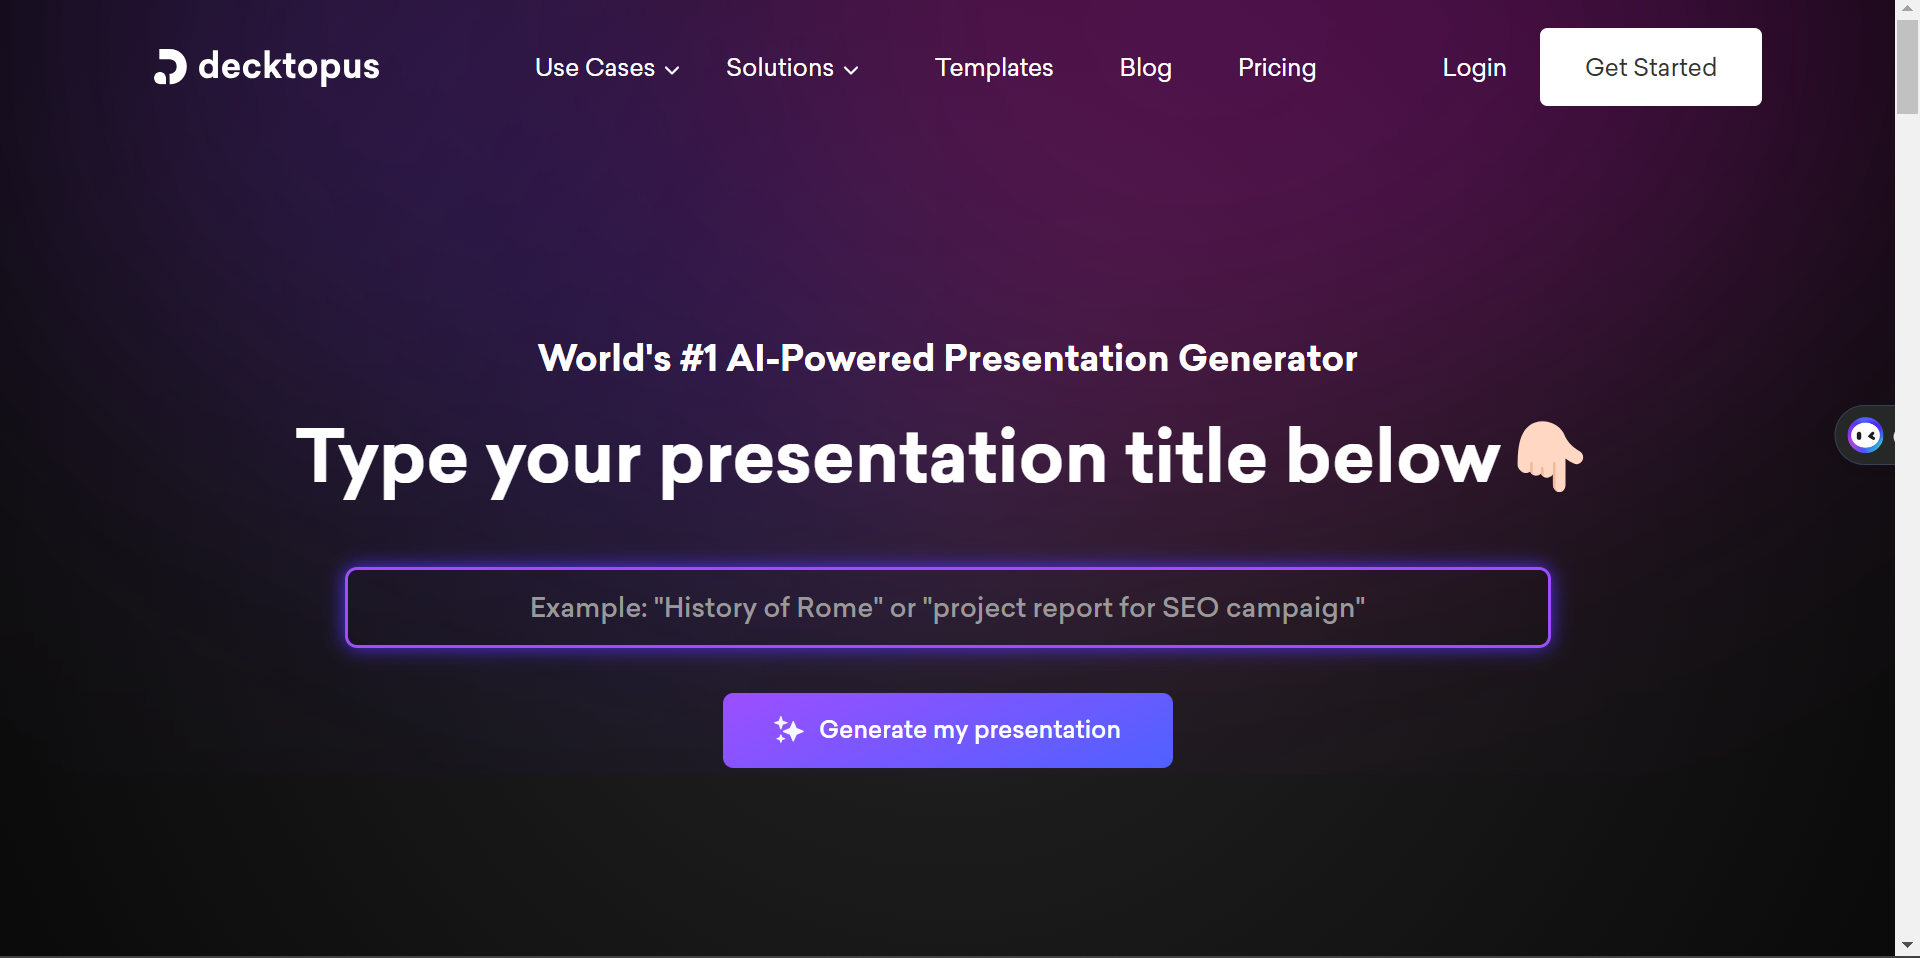 decktopus
Use Cases
Solutions
Templates
Blog
Pricing
Login
Get Started
World's #1 AI-Powered Presentation Generator
Type your presentation title below
Example: "History of Rome" or "project report for SEO campaign"
Generate my presentation